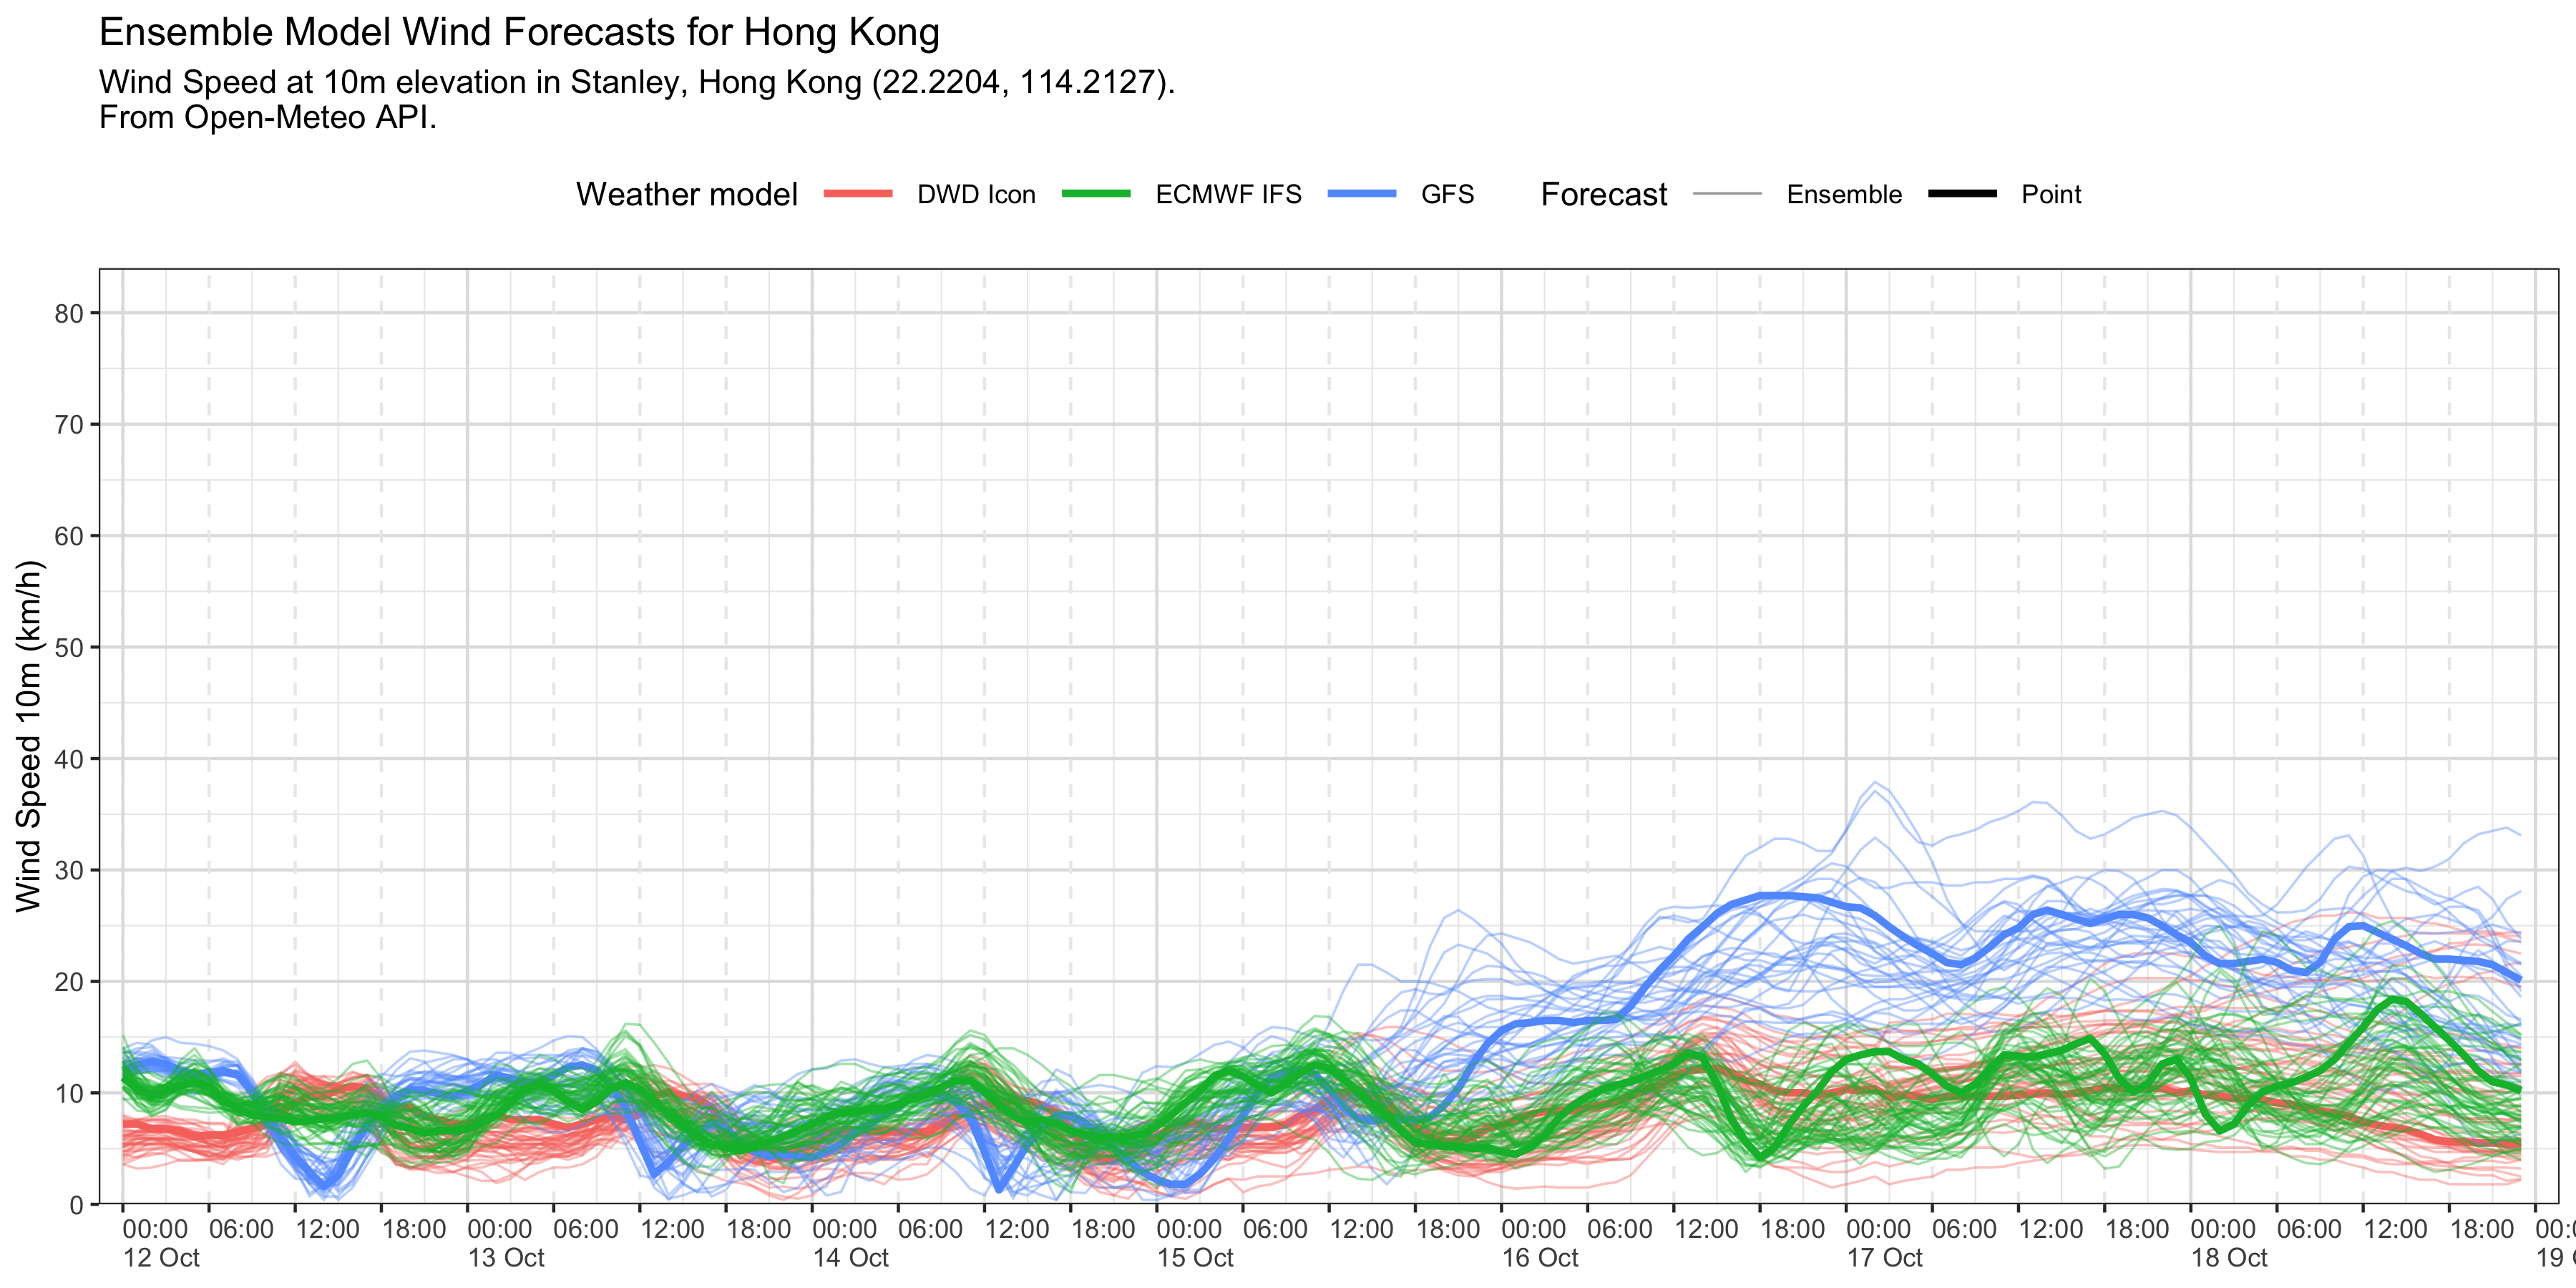 Ensemble Model Wind Forecasts for Hong Kong
Wind Speed at 10m elevation in Stanley, Hong Kong (22.2204, 114.2127).
From Open-Meteo API.
Weather model DWD Icon ECMWF IFS GFS Forecast Ensemble Point
Wind Speed 10m (km/h)
80
70
60
50
40
30
20
10
0
00:00 06:00 12:00 18:00 00:00 06:00 12:00 18:00 00:00 06:00 12:00 18:00 00:00 06:00 12:00 18:00 00:00 06:00 12:00 18:00 00:00 06:00 12:00 18:00 00:00 06:00 12:00 18:00
12 Oct 13 Oct 14 Oct 15 Oct 16 Oct 17 Oct 18 Oct 19